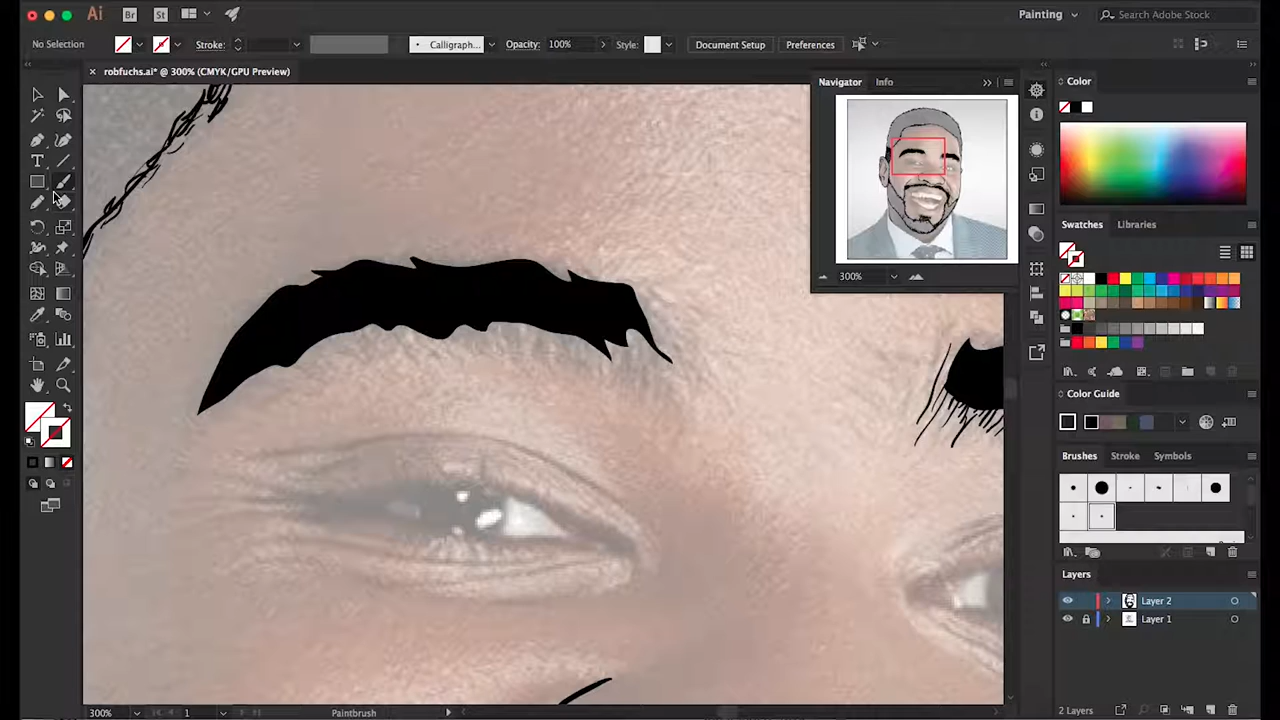 Ai Br St Painting Search Adobe Stock
No Selection Stroke: Calligraph... Opacity: 100% Style: Document Setup Preferences
× robfuchs.ai* @ 300% (CMYK/GPU Preview)
Navigator Info
300%
Color
Swatches Libraries
Color Guide
Brushes Stroke Symbols
Layers
Layer 2
Layer 1
2 Layers
300% 1 Paintbrush